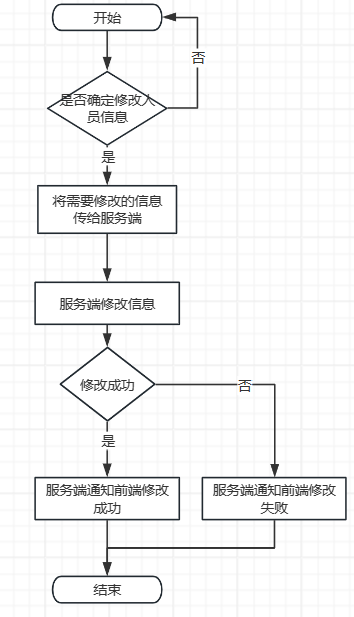 开始
否
是否确定修改人
员信息
是
将需要修改的信息
传给服务端
服务端修改信息
修改成功
否
是
服务端通知前端修改
成功
服务端通知前端修改
失败
结束